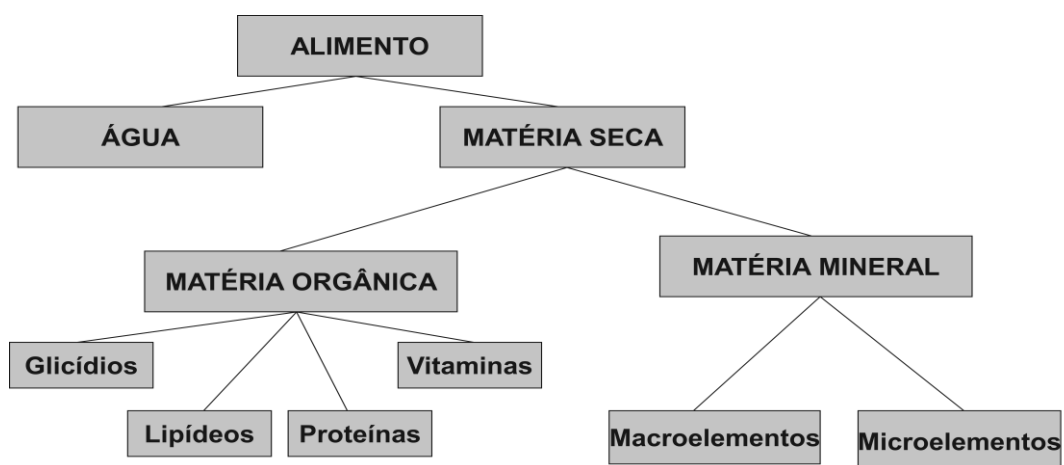 ALIMENTO
ÁGUA
MATÉRIA SECA
MATÉRIA ORGÂNICA
MATÉRIA MINERAL
Glicídios
Vitaminas
Lipídeos
Proteínas
Macroelementos
Microelementos